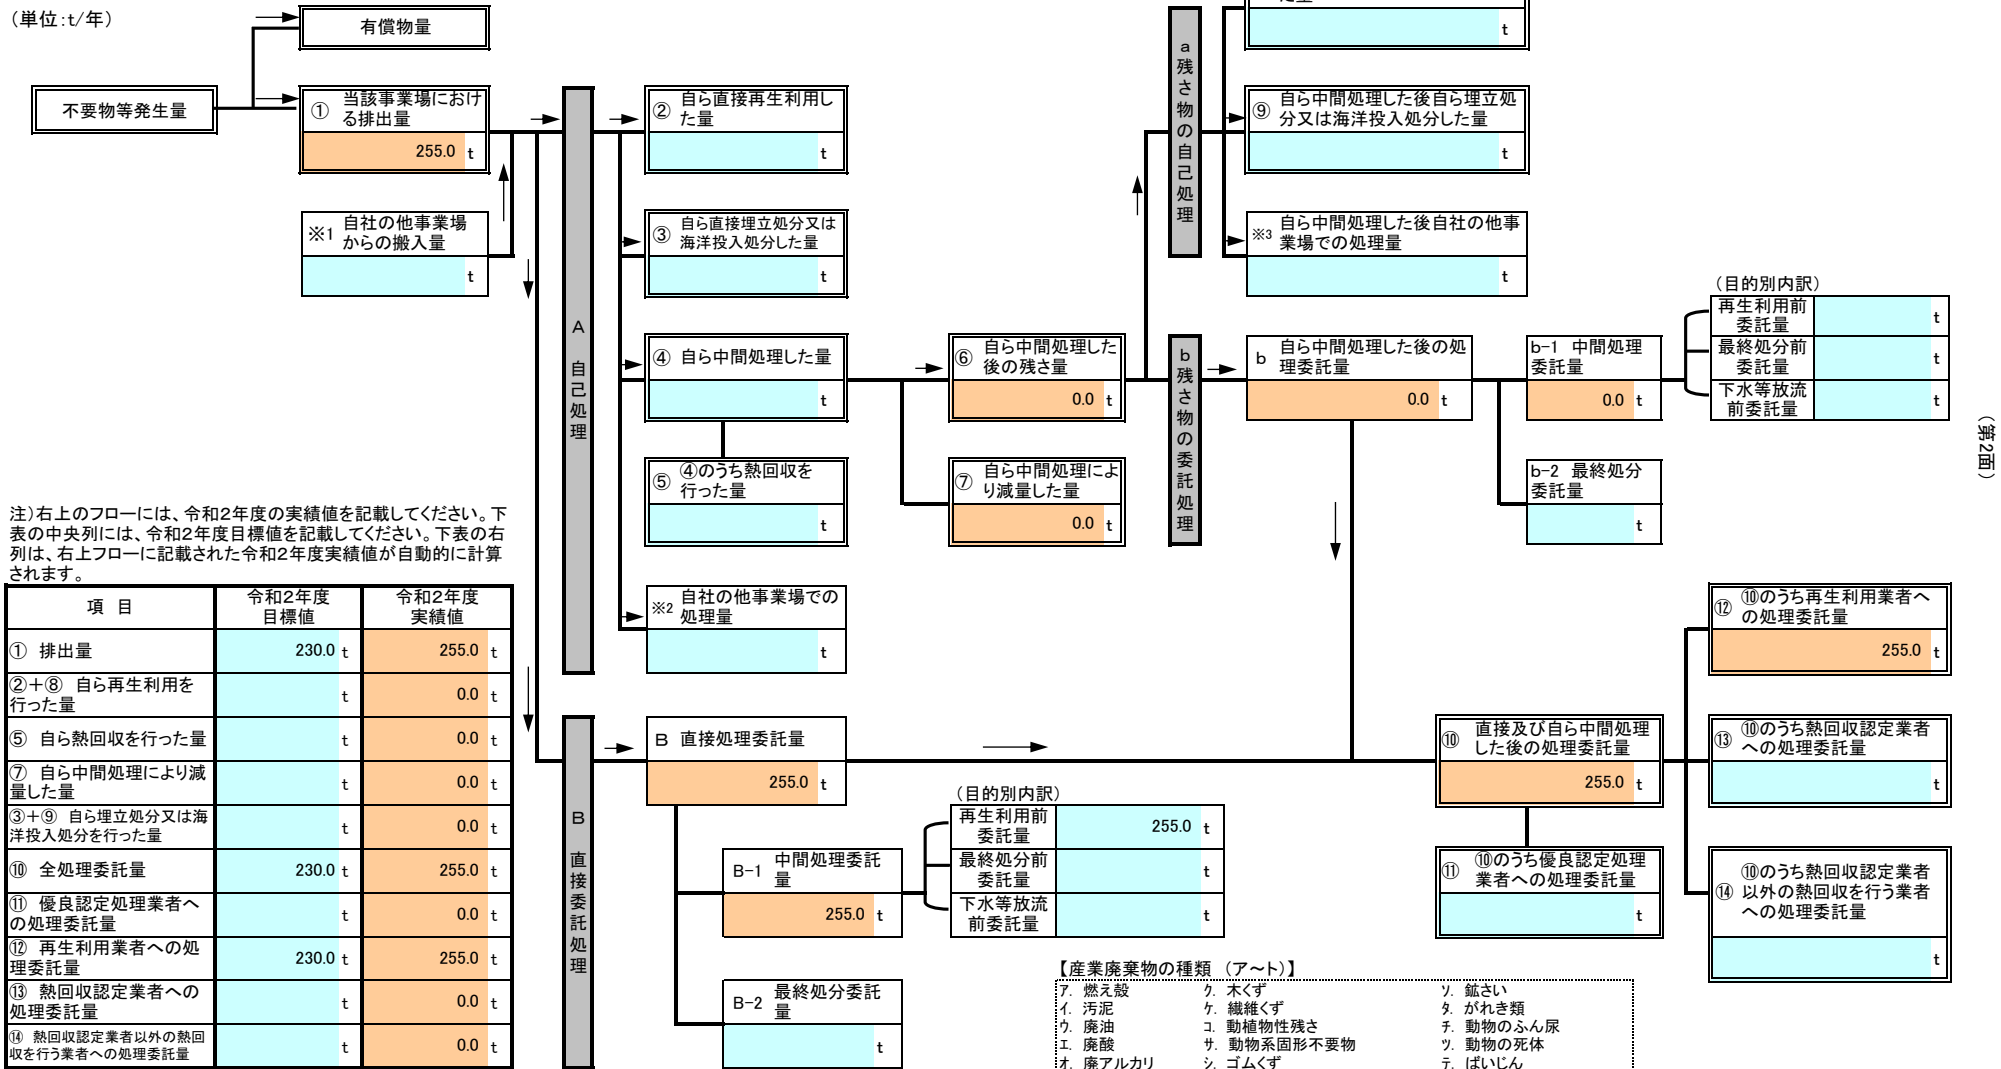 (単位:t/年)
有償物量
不要物等発生量
① 当該事業場におけ
る排出量
255.0 t
※1 自社の他事業場
からの搬入量
t
A 自己処理
② 自ら直接再生利用し
た量
t
③ 自ら直接埋立処分又は
海洋投入処分した量
t
④ 自ら中間処理した量
t
⑤ ④のうち熱回収を
行った量
t
※2 自社の他事業場での
処理量
t
⑥ 自ら中間処理した
後の残さ量
0.0 t
⑦ 自ら中間処理によ
り減量した量
0.0 t
a 残さ物の自己処理
t
⑨ 自ら中間処理した後自ら埋立処
分又は海洋投入処分した量
t
※3 自ら中間処理した後自社の他事
業場での処理量
t
b 残さ物の委託処理
b 自ら中間処理した後の処
理委託量
0.0 t
b-1 中間処理
委託量
0.0 t
b-2 最終処分
委託量
t
(目的別内訳)
再生利用前
委託量
t
最終処分前
委託量
t
下水等放流
前委託量
t
(第2面)
注)右上のフローには、令和2年度の実績値を記載してください。下
表の中央列には、令和2年度目標値を記載してください。下表の右
列は、右上フローに記載された令和2年度実績値が自動的に計算
されます。
項 目
令和2年度
目標値
令和2年度
実績値
① 排出量 230.0 t 255.0 t
②+⑧ 自ら再生利用を
行った量
t 0.0 t
⑤ 自ら熱回収を行った量 t 0.0 t
⑦ 自ら中間処理により減
量した量
t 0.0 t
③+⑨ 自ら埋立処分又は海
洋投入処分を行った量
t 0.0 t
⑩ 全処理委託量 230.0 t 255.0 t
⑪ 優良認定処理業者へ
の処理委託量
t 0.0 t
⑫ 再生利用業者への処
理委託量
230.0 t 255.0 t
⑬ 熱回収認定業者への
処理委託量
t 0.0 t
⑭ 熱回収認定業者以外の熱回
収を行う業者への処理委託量
t 0.0 t
B 直接委託処理
B 直接処理委託量
255.0 t
B-1 中間処理委託
量
255.0 t
B-2 最終処分委託
量
t
(目的別内訳)
再生利用前
委託量
255.0 t
最終処分前
委託量
t
下水等放流
前委託量
t
⑩ 直接及び自ら中間処理
した後の処理委託量
255.0 t
⑪ ⑩のうち優良認定処理
業者への処理委託量
t
⑫ ⑩のうち再生利用業者へ
の処理委託量
255.0 t
⑬ ⑩のうち熱回収認定業者
への処理委託量
t
⑭ ⑩のうち熱回収認定業者
以外の熱回収を行う業者
への処理委託量
t
【産業廃棄物の種類 (ア~ト)】
ア. 燃え殻 ク. 木くず ソ. 鉱さい
イ. 汚泥 ケ. 繊維くず タ. がれき類
ウ. 廃油 コ. 動植物性残さ チ. 動物のふん尿
エ. 廃酸 サ. 動物系固形不要物 ツ. 動物の死体
オ. 廃アルカリ シ. ゴムくず テ. ばいじん